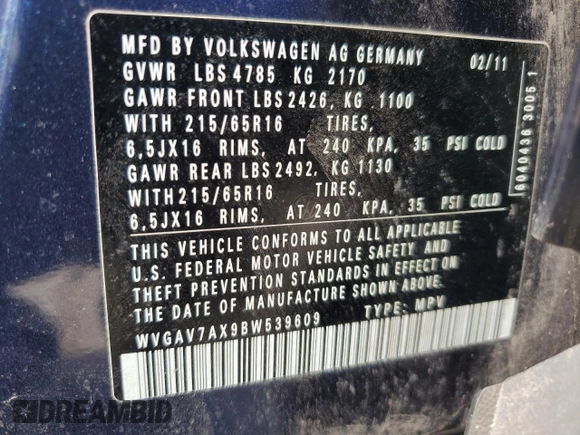 MFD BY VOLKSWAGEN AG GERMANY 02/11
GVWR LBS 4785 KG 2170
GAWR FRONT LBS 2426, KG 1100
WITH 215/65R16 TIRES,
6,5JX16 RIMS, AT 240 KPA, 35 PSI COLD
GAWR REAR LBS 2492, KG 1130
WITH 215/65R16 TIRES,
6,5JX16 RIMS, AT 240 KPA, 35 PSI COLD
THIS VEHICLE CONFORMS TO ALL APPLICABLE
U.S. FEDERAL MOTOR VEHICLE SAFETY AND
THEFT PREVENTION STANDARDS IN EFFECT ON
THE DATE OF MANUFACTURE SHOWN ABOVE.
WVGAV7AX9BW539609 TYPE: MPV
6040436 3005 1
DREAMBID